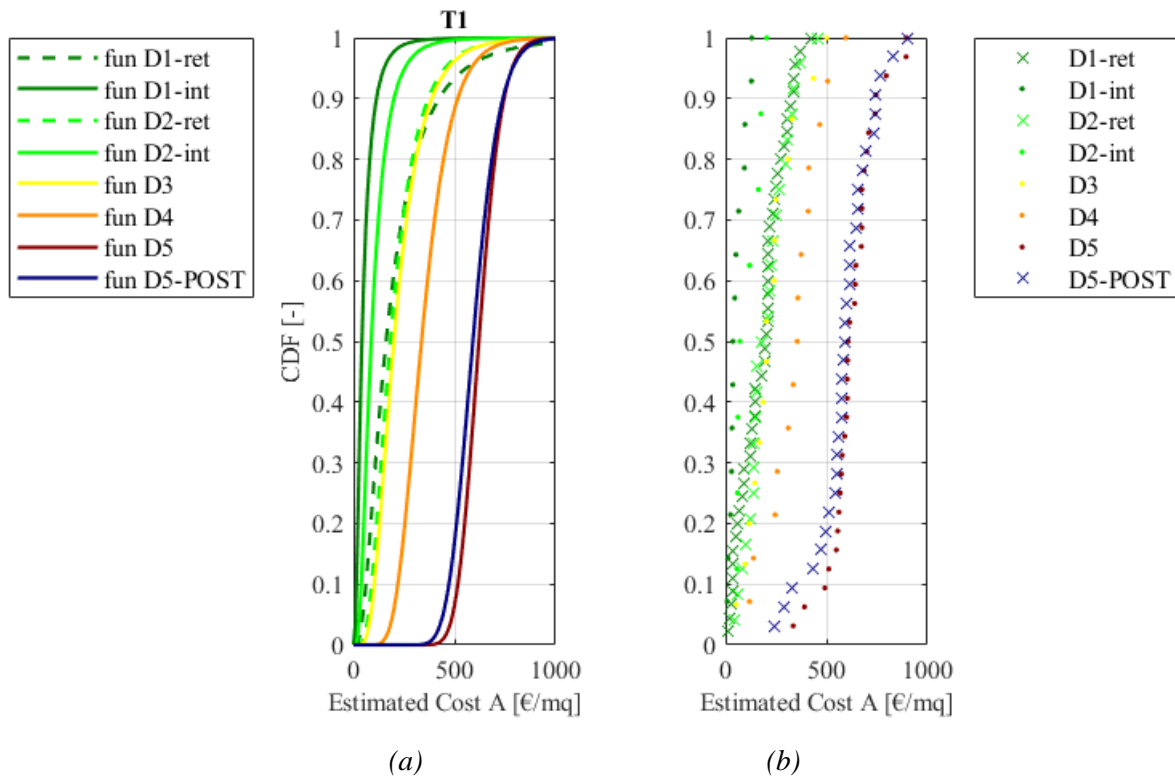 T1
fun D1-ret
fun D1-int
fun D2-ret
fun D2-int
fun D3
fun D4
fun D5
fun D5-POST
CDF [-]
1
0.9
0.8
0.7
0.6
0.5
0.4
0.3
0.2
0.1
0
0 500 1000
Estimated Cost A [€/mq]
(a)
1
0.9
0.8
0.7
0.6
0.5
0.4
0.3
0.2
0.1
0
0 500 1000
Estimated Cost A [€/mq]
(b)
D1-ret
D1-int
D2-ret
D2-int
D3
D4
D5
D5-POST